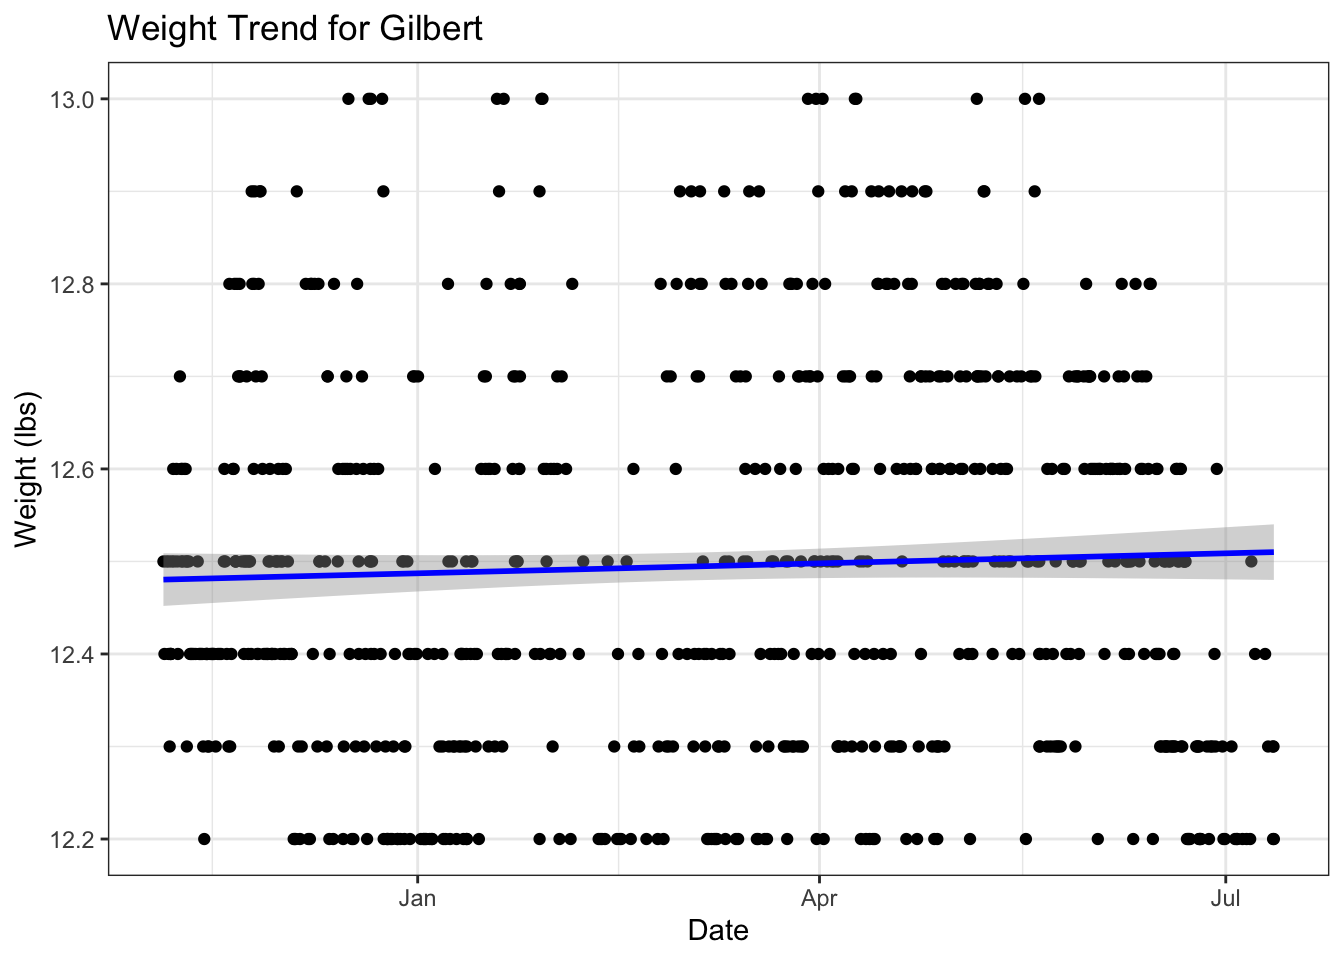 Weight Trend for Gilbert
13.0
12.8
12.6
12.4
12.2
Weight (lbs)
Jan
Apr
Jul
Date